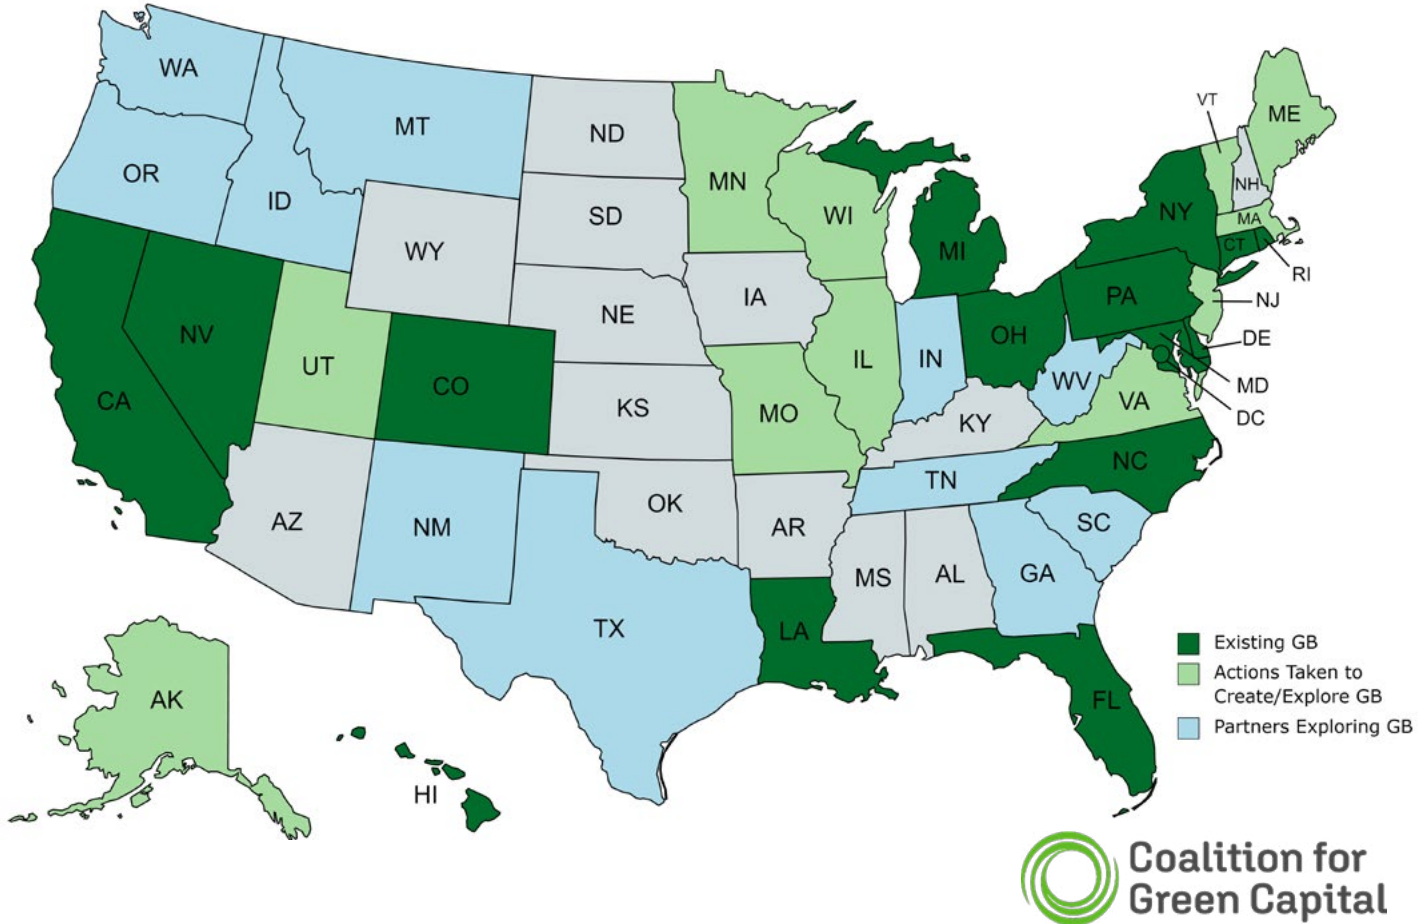 WA
MT
ND
MN
VT
ME
OR
ID
SD
WI
NH
MA
NY
CT
RI
WY
IA
MI
PA
NJ
NV
NE
OH
DE
UT
CO
IL
IN
WV
MD
CA
KS
MO
KY
VA
DC
NC
AZ
NM
OK
TN
AR
SC
MS
AL
GA
TX
LA
FL
AK
HI
Existing GB
Actions Taken to
Create/Explore GB
Partners Exploring GB
Coalition for
Green Capital